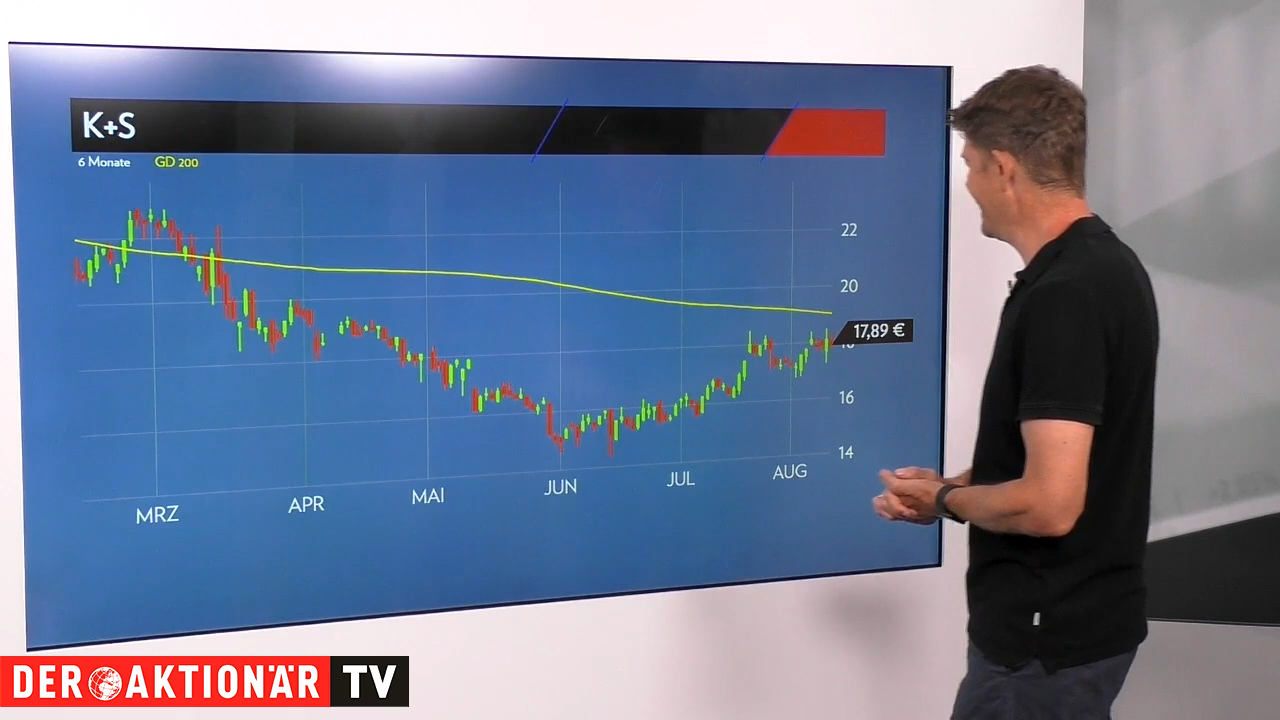 K+S
6 Monate GD 200
22
20
17,89 €
18
16
14
MRZ APR MAI JUN JUL AUG
DER AKTIONÄR TV